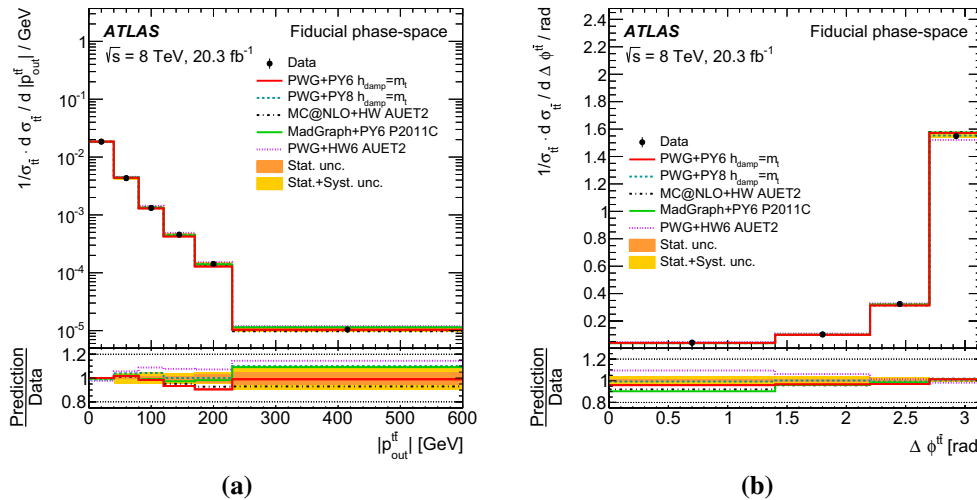 ATLAS Fiducial phase-space
√s = 8 TeV, 20.3 fb-1
Data
PWG+PY6 h_damp=m_t
PWG+PY8 h_damp=m_t
MC@NLO+HW AUET2
MadGraph+PY6 P2011C
PWG+HW6 AUET2
Stat. unc.
Stat.+Syst. unc.
1/σ_tt̄ · d σ_tt̄ / d |p_out^tt̄| / GeV
1
10-1
10-2
10-3
10-4
10-5
Prediction
Data
1.2
1
0.8
0 100 200 300 400 500 600
|p_out^tt̄| [GeV]
(a)
ATLAS Fiducial phase-space
√s = 8 TeV, 20.3 fb-1
Data
PWG+PY6 h_damp=m_t
PWG+PY8 h_damp=m_t
MC@NLO+HW AUET2
MadGraph+PY6 P2011C
PWG+HW6 AUET2
Stat. unc.
Stat.+Syst. unc.
1/σ_tt̄ · d σ_tt̄ / d Δ ϕ^tt̄ / rad
2.4
2.2
2
1.8
1.6
1.4
1.2
1
0.8
0.6
0.4
0.2
Prediction
Data
1.2
1
0.8
0 0.5 1 1.5 2 2.5 3
Δ ϕ^tt̄ [rad
(b)